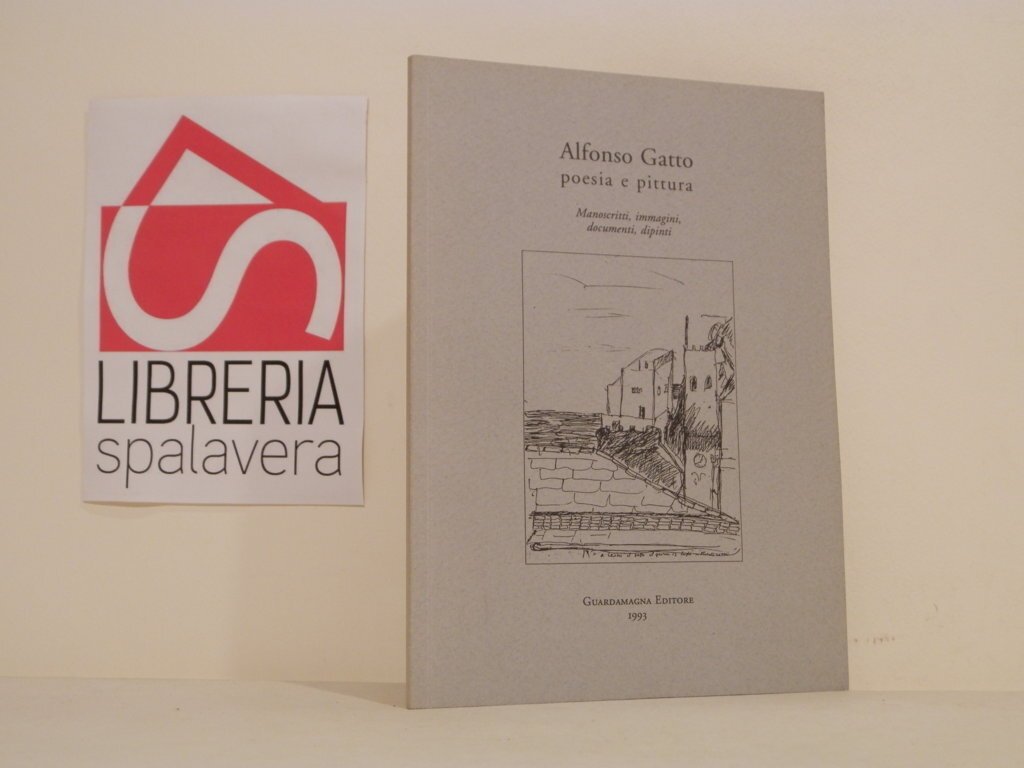 LIBRERIA
spalavera
Alfonso Gatto
poesia e pittura
Manoscritti, immagini,
documenti, dipinti
GUARDAMAGNA EDITORE
1993